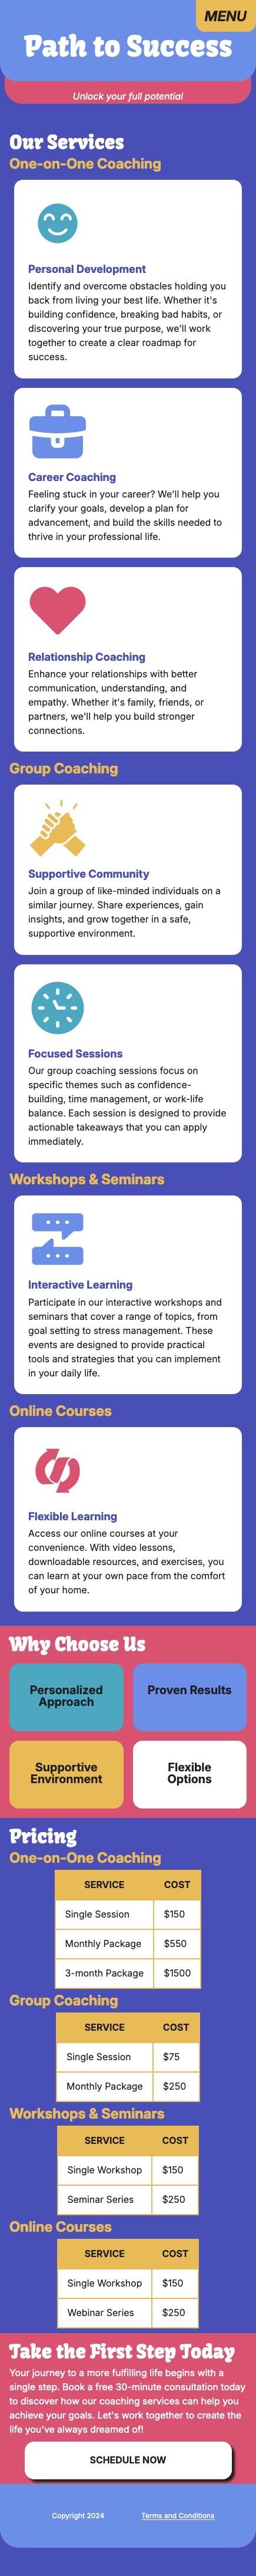 MENU
Path to Success
Unlock your full potential
Our Services
One-on-One Coaching
Personal Development
Identify and overcome obstacles holding you
back from living your best life. Whether it's
building confidence, breaking bad habits, or
discovering your true purpose, we'll work
together to create a clear roadmap for
success.
Career Coaching
Feeling stuck in your career? We'll help you
clarify your goals, develop a plan for
advancement, and build the skills needed to
thrive in your professional life.
Relationship Coaching
Enhance your relationships with better
communication, understanding, and
empathy. Whether it's family, friends, or
partners, we'll help you build stronger
connections.
Group Coaching
Supportive Community
Join a group of like-minded individuals on a
similar journey. Share experiences, gain
insights, and grow together in a safe,
supportive environment.
Focused Sessions
Our group coaching sessions focus on
specific themes such as confidence-
building, time management, or work-life
balance. Each session is designed to provide
actionable takeaways that you can apply
immediately.
Workshops & Seminars
Interactive Learning
Participate in our interactive workshops and
seminars that cover a range of topics, from
goal setting to stress management. These
events are designed to provide practical
tools and strategies that you can implement
in your daily life.
Online Courses
Flexible Learning
Access our online courses at your
convenience. With video lessons,
downloadable resources, and exercises, you
can learn at your own pace from the comfort
of your home.
Why Choose Us
Personalized
Approach
Proven Results
Supportive
Environment
Flexible
Options
Pricing
One-on-One Coaching
SERVICE COST
Single Session $150
Monthly Package $550
3-month Package $1500
Group Coaching
SERVICE COST
Single Session $75
Monthly Package $250
Workshops & Seminars
SERVICE COST
Single Workshop $150
Seminar Series $250
Online Courses
SERVICE COST
Single Workshop $150
Webinar Series $250
Take the First Step Today
Your journey to a more fulfilling life begins with a
single step. Book a free 30-minute consultation today
to discover how our coaching services can help you
achieve your goals. Let's work together to create the
life you've always dreamed of!
SCHEDULE NOW
Copyright 2024 Terms and Conditions